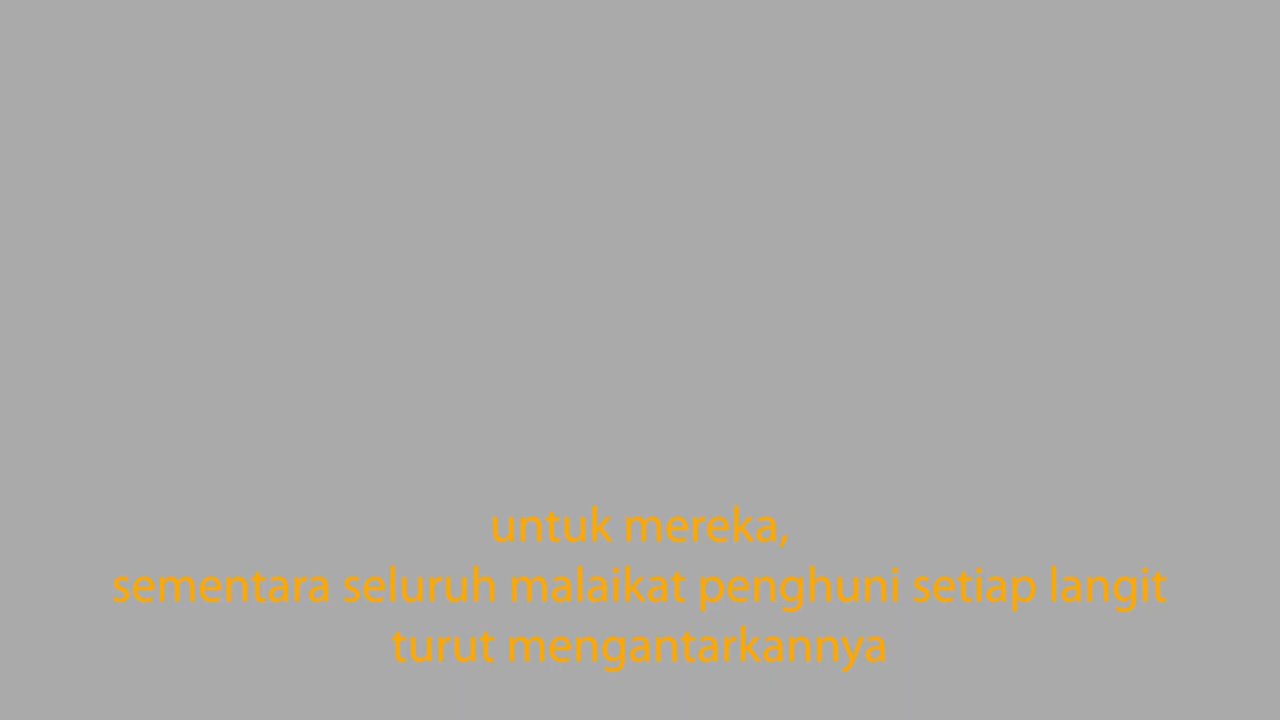 untuk mereka,
sementara seluruh malaikat penghuni setiap langit
turut mengantarkannya